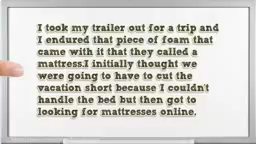 I took my trailer out for a trip and
I endured that piece of foam that
came with it that they called a
mattress.I initially thought we
were going to have to cut the
vacation short because I couldn't
handle the bed but then got to
looking for mattresses online.